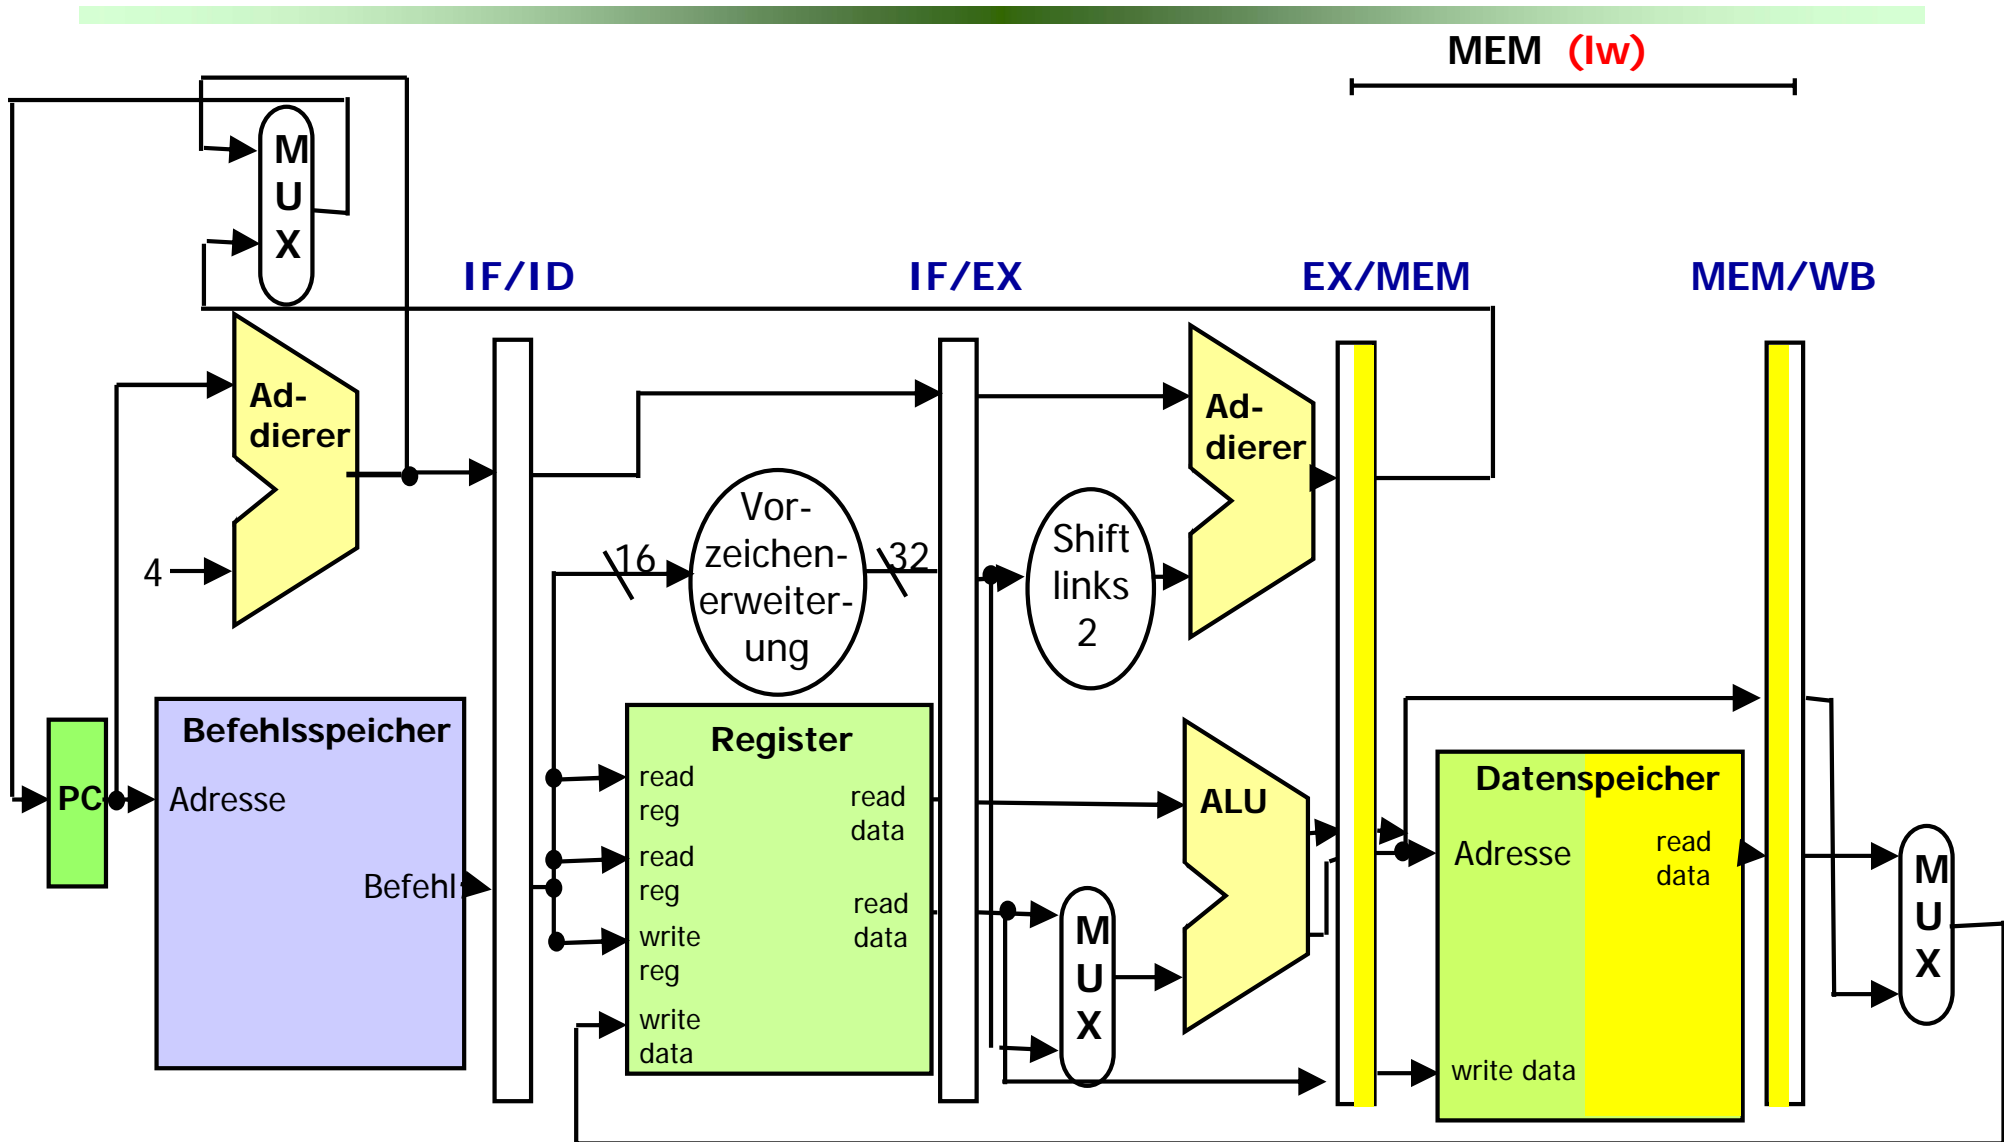 MEM (lw)
M
U
X
IF/ID
IF/EX
EX/MEM
MEM/WB
Ad-
dierer
4
16
Vor-
zeichen-
erweiter-
ung
32
Shift
links
2
Ad-
dierer
PC
Befehlsspeicher
Adresse
Befehl
Register
read
reg
read
reg
write
reg
write
data
read
data
read
data
M
U
X
ALU
Datenspeicher
Adresse
read
data
write data
M
U
X